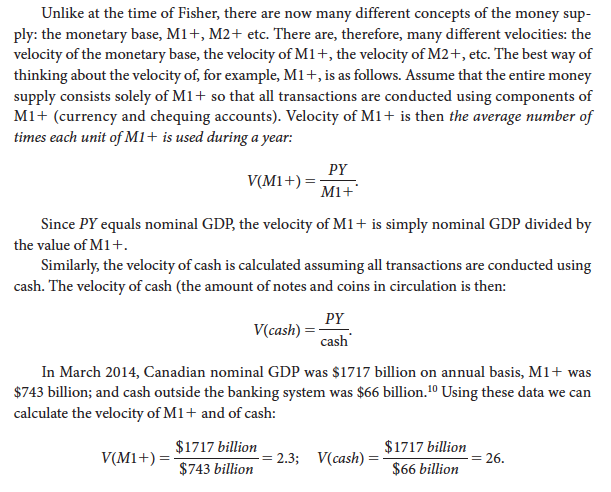 Unlike at the time of Fisher, there are now many different concepts of the money sup-
ply: the monetary base, M1+, M2+ etc. There are, therefore, many different velocities: the
velocity of the monetary base, the velocity of M1+, the velocity of M2+, etc. The best way of
thinking about the velocity of, for example, M1+, is as follows. Assume that the entire money
supply consists solely of M1+ so that all transactions are conducted using components of
M1+ (currency and chequing accounts). Velocity of M1+ is then the average number of
times each unit of M1+ is used during a year:
V(M1+) = PY / M1+.
Since PY equals nominal GDP, the velocity of M1+ is simply nominal GDP divided by
the value of M1+.
Similarly, the velocity of cash is calculated assuming all transactions are conducted using
cash. The velocity of cash (the amount of notes and coins in circulation is then:
V(cash) = PY / cash.
In March 2014, Canadian nominal GDP was $1717 billion on annual basis, M1+ was
$743 billion; and cash outside the banking system was $66 billion.¹⁰ Using these data we can
calculate the velocity of M1+ and of cash:
V(M1+) = $1717 billion / $743 billion = 2.3; V(cash) = $1717 billion / $66 billion = 26.